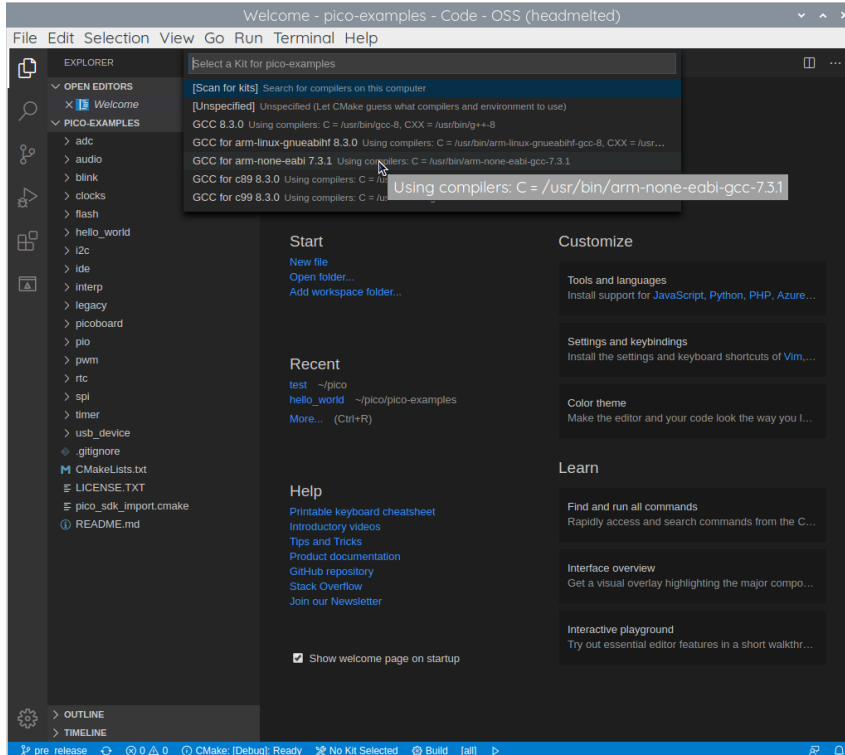 Welcome - pico-examples - Code - OSS (headmelted)
File Edit Selection View Go Run Terminal Help
EXPLORER
Select a Kit for pico-examples
OPEN EDITORS
Welcome
PICO-EXAMPLES
adc
audio
blink
clocks
flash
hello_world
i2c
ide
interp
legacy
picoboard
pio
pwm
rtc
spi
timer
usb_device
.gitignore
CMakeLists.txt
LICENSE.TXT
pico_sdk_import.cmake
README.md
OUTLINE
TIMELINE
[Scan for kits] Search for compilers on this computer
[Unspecified] Unspecified (Let CMake guess what compilers and environment to use)
GCC 8.3.0 Using compilers: C = /usr/bin/gcc-8, CXX = /usr/bin/g++-8
GCC for arm-linux-gnueabihf 8.3.0 Using compilers: C = /usr/bin/arm-linux-gnueabihf-gcc-8, CXX = /usr...
GCC for arm-none-eabi 7.3.1 Using compilers: C = /usr/bin/arm-none-eabi-gcc-7.3.1
GCC for c89 8.3.0 Using compilers: C = /us
Using compilers: C = /usr/bin/arm-none-eabi-gcc-7.3.1
GCC for c99 8.3.0 Using compilers: C = /us
Start
New file
Open folder...
Add workspace folder...
Recent
test ~/pico
hello_world ~/pico/pico-examples
More... (Ctrl+R)
Help
Printable keyboard cheatsheet
Introductory videos
Tips and Tricks
Product documentation
GitHub repository
Stack Overflow
Join our Newsletter
Show welcome page on startup
Customize
Tools and languages
Install support for JavaScript, Python, PHP, Azure...
Settings and keybindings
Install the settings and keyboard shortcuts of Vim,...
Color theme
Make the editor and your code look the way you l...
Learn
Find and run all commands
Rapidly access and search commands from the C...
Interface overview
Get a visual overlay highlighting the major compo...
Interactive playground
Try out essential editor features in a short walkthr...
pre_release 0 0 CMake: [Debug]: Ready No Kit Selected Build [all]